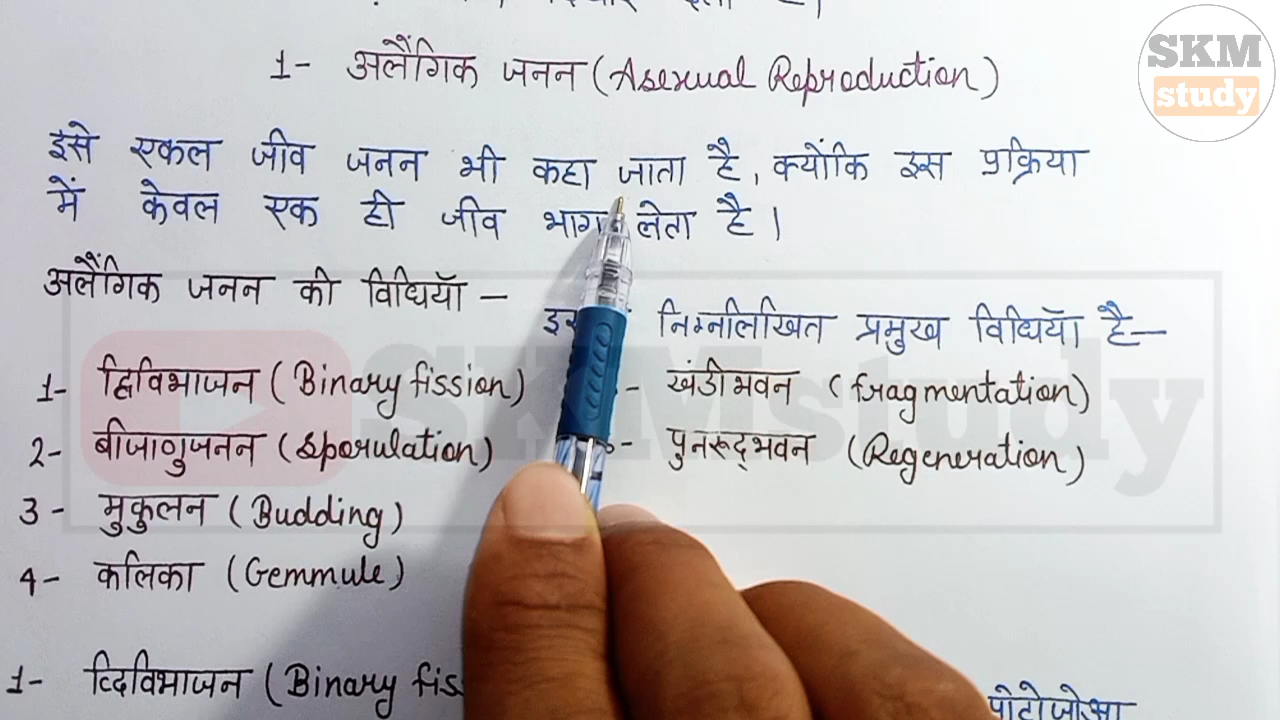 SKM
study
1- अलैंगिक जनन (Asexual Reproduction)
इसे एकल जीव जनन भी कहा जाता है, क्योंकि इस प्रक्रिया
में केवल एक ही जीव भाग लेता है।
अलैंगिक जनन की विधियाँ –
निम्नलिखित प्रमुख विधियाँ है–
1- द्विविभाजन (Binary fission)
2- बीजाणुजनन (Sporulation)
3- मुकुलन (Budding)
4- कलिका (Gemmule)
- खंडीभवन (fragmentation)
- पुनरूद्भवन (Regeneration)
SKMstudy
1- द्विविभाजन (Binary